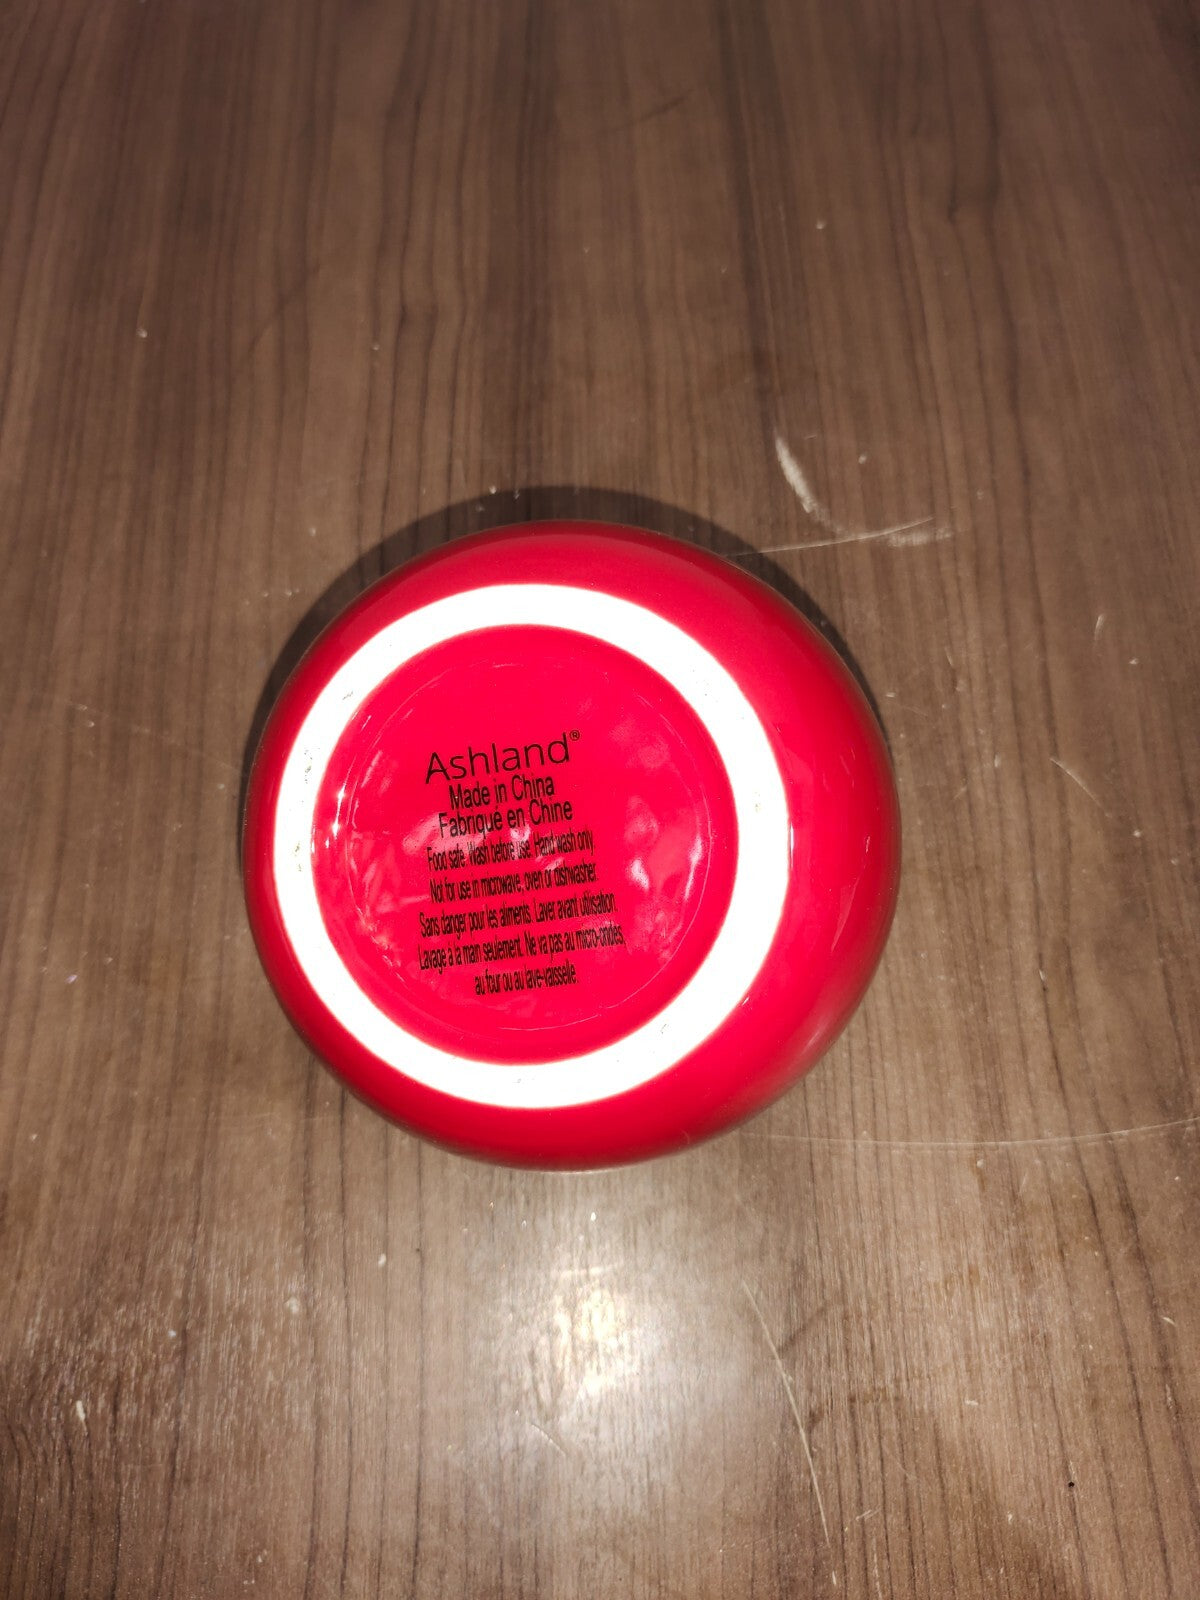 Ashland®
Made in China
Fabriqué en Chine
Food safe. Wash before use. Hand wash only.
Not for use in microwave, oven or dishwasher.
Sans danger pour les aliments. Laver avant utilisation.
Lavage à la main seulement. Ne va pas au micro-ondes,
au four ou au lave-vaisselle.